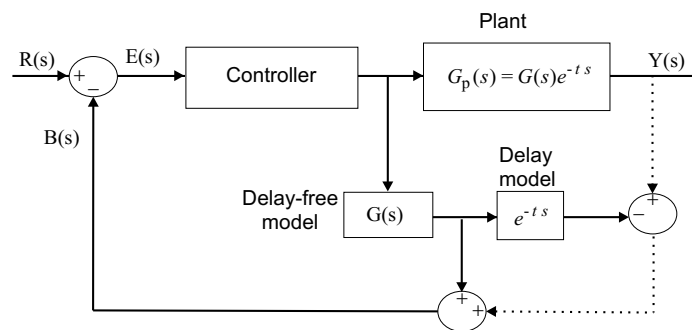 Plant
R(s)
+
−
E(s)
Controller
G_p(s) = G(s)e^{-t s}
Y(s)
B(s)
Delay-free
model
G(s)
Delay
model
e^{-t s}
−
+
+
+